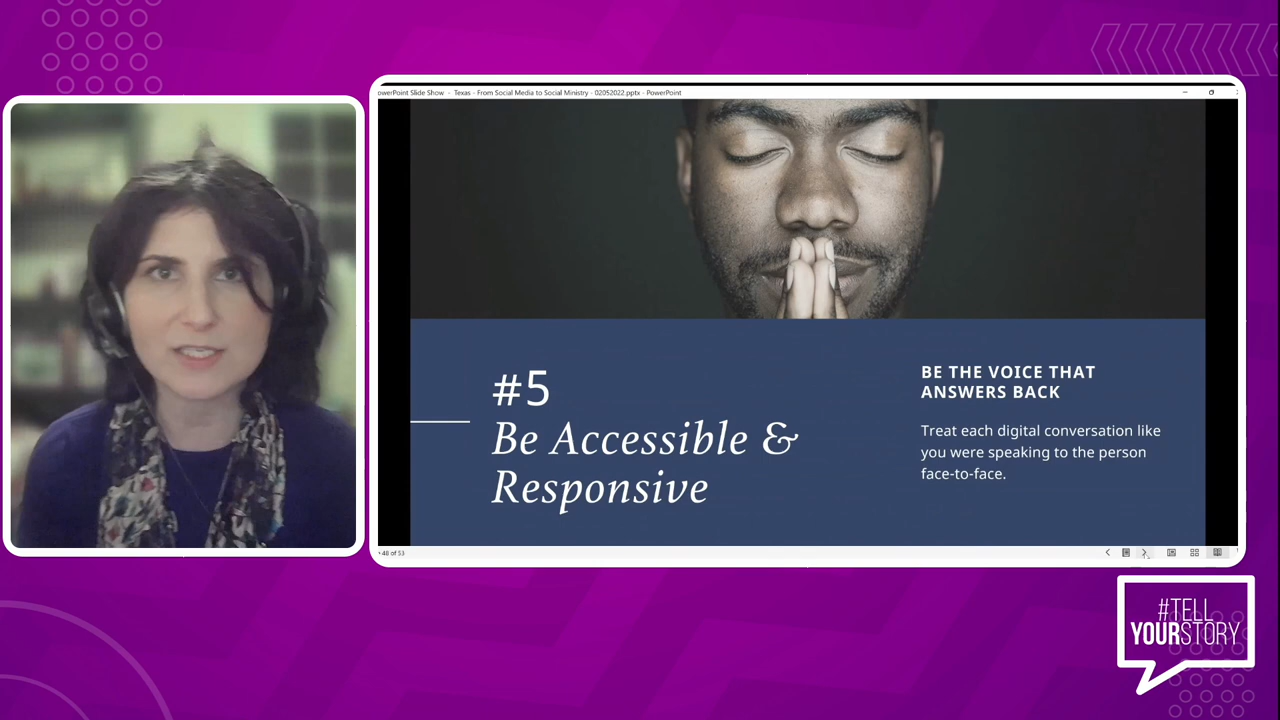 owerPoint Slide Show - Texas - From Social Media to Social Ministry - 02052022.pptx - PowerPoint
#5
Be Accessible &
Responsive
BE THE VOICE THAT
ANSWERS BACK
Treat each digital conversation like
you were speaking to the person
face-to-face.
48 of 53
#TELL
YOURSTORY